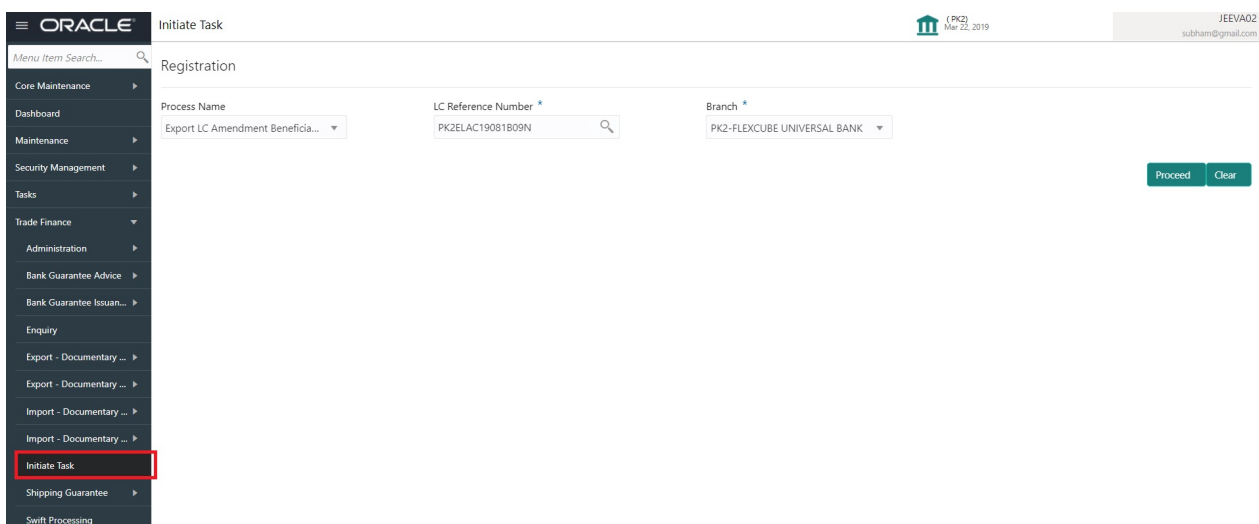 ORACLE
Initiate Task
(PK2)
Mar 22, 2019
JEEVA02
subham@gmail.com
Menu Item Search...
Core Maintenance
Dashboard
Maintenance
Security Management
Tasks
Trade Finance
Administration
Bank Guarantee Advice
Bank Guarantee Issuan...
Enquiry
Export - Documentary ...
Export - Documentary ...
Import - Documentary ...
Import - Documentary ...
Initiate Task
Shipping Guarantee
Swift Processing
Registration
Process Name
LC Reference Number *
Branch *
Export LC Amendment Beneficia...
PK2ELAC19081B09N
PK2-FLEXCUBE UNIVERSAL BANK
Proceed
Clear